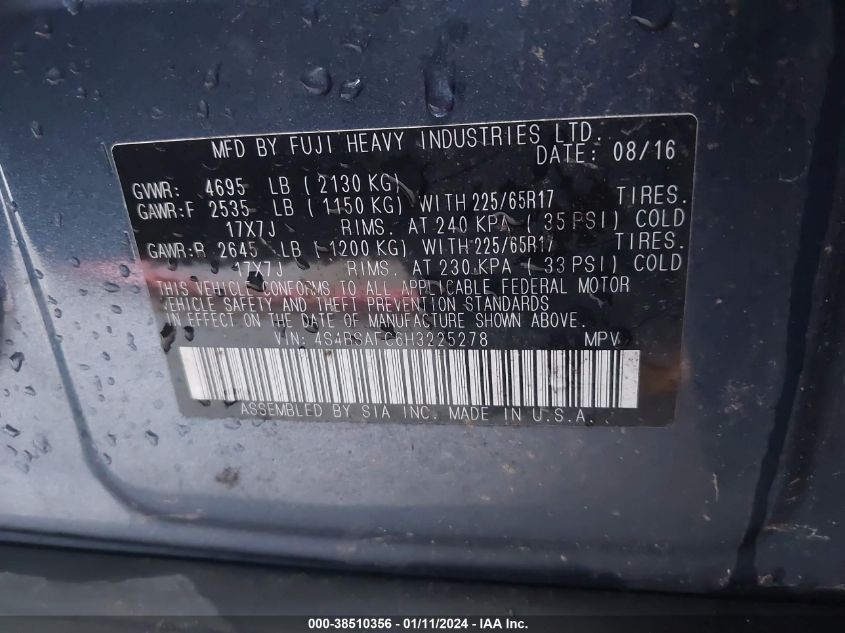 MFD BY FUJI HEAVY INDUSTRIES LTD.
DATE: 08/16
GVWR: 4695 LB ( 2130 KG)
GAWR:F 2535 LB ( 1150 KG) WITH 225/65R17 TIRES.
17X7J RIMS. AT 240 KPA ( 35 PSI) COLD
GAWR:R 2645 LB ( 1200 KG) WITH 225/65R17 TIRES.
17X7J RIMS. AT 230 KPA ( 33 PSI) COLD
THIS VEHICLE CONFORMS TO ALL APPLICABLE FEDERAL MOTOR
VEHICLE SAFETY AND THEFT PREVENTION STANDARDS
IN EFFECT ON THE DATE OF MANUFACTURE SHOWN ABOVE.
VIN: 4S4BSAFC6H3225278 MPV
ASSEMBLED BY SIA INC. MADE IN U.S.A
000-38510356 - 01/11/2024 - IAA Inc.